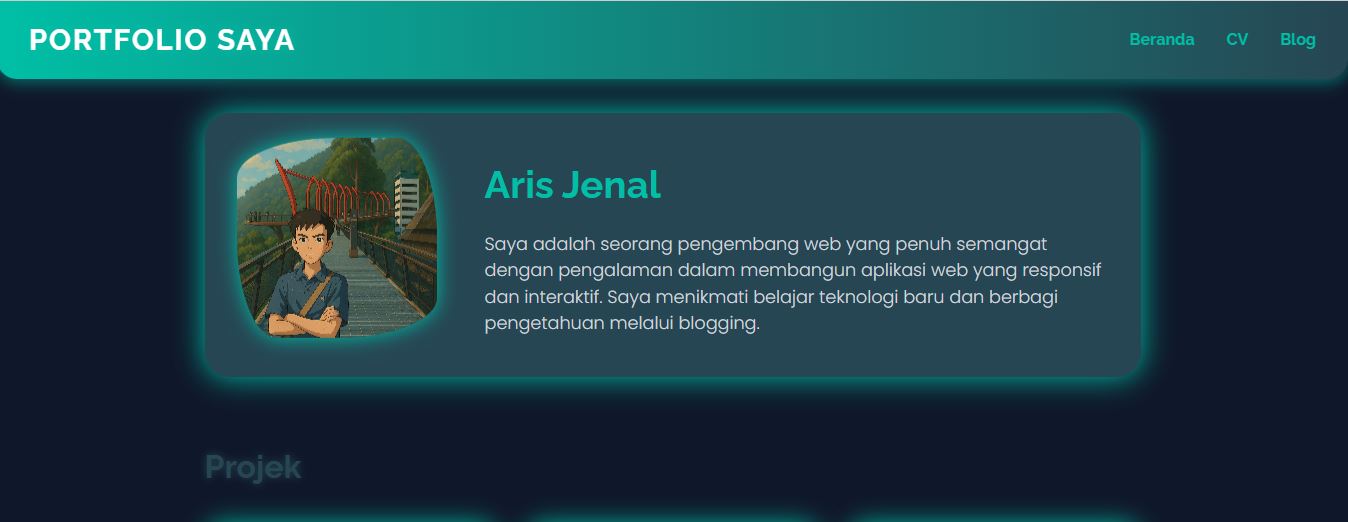 PORTFOLIO SAYA
Beranda CV Blog
Aris Jenal
Saya adalah seorang pengembang web yang penuh semangat
dengan pengalaman dalam membangun aplikasi web yang responsif
dan interaktif. Saya menikmati belajar teknologi baru dan berbagi
pengetahuan melalui blogging.
Projek